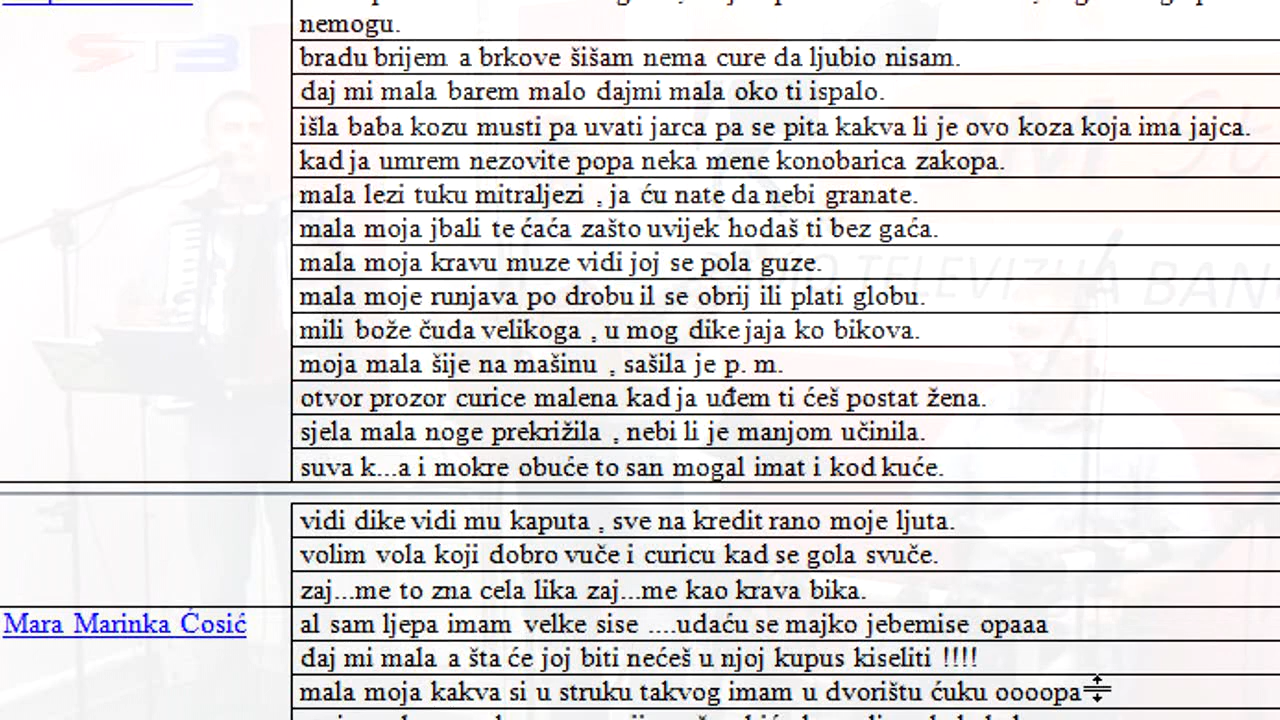 nemogu.
bradu brijem a brkove šišam nema cure da ljubio nisam.
daj mi mala barem malo dajmi mala oko ti ispalo.
išla baba kozu musti pa uvati jarca pa se pita kakva li je ovo koza koja ima jajca.
kad ja umrem nezovite popa neka mene konobarica zakopa.
mala lezi tuku mitraljezi , ja ću nate da nebi granate.
mala moja jbali te ćaća zašto uvijek hodaš ti bez gaća.
mala moja kravu muze vidi joj se pola guze.
mala moje runjava po drobu il se obrij ili plati globu.
mili bože čuda velikoga , u mog dike jaja ko bikova.
moja mala šije na mašinu , sašila je p. m.
otvor prozor curice malena kad ja uđem ti ćeš postat žena.
sjela mala noge prekrižila , nebi li je manjom učinila.
suva k...a i mokre obuće to san mogal imat i kod kuće.
vidi dike vidi mu kaputa , sve na kredit rano moje ljuta.
volim vola koji dobro vuče i curicu kad se gola svuče.
zaj...me to zna cela lika zaj...me kao krava bika.
Mara Marinka Ćosić al sam ljepa imam velke sise ....udaću se majko jebemise opaaa
daj mi mala a šta će joj biti nećeš u njoj kupus kiseliti !!!!
mala moja kakva si u struku takvog imam u dvorištu ćuku oooopa
STB
TELEVIZIJA BAN